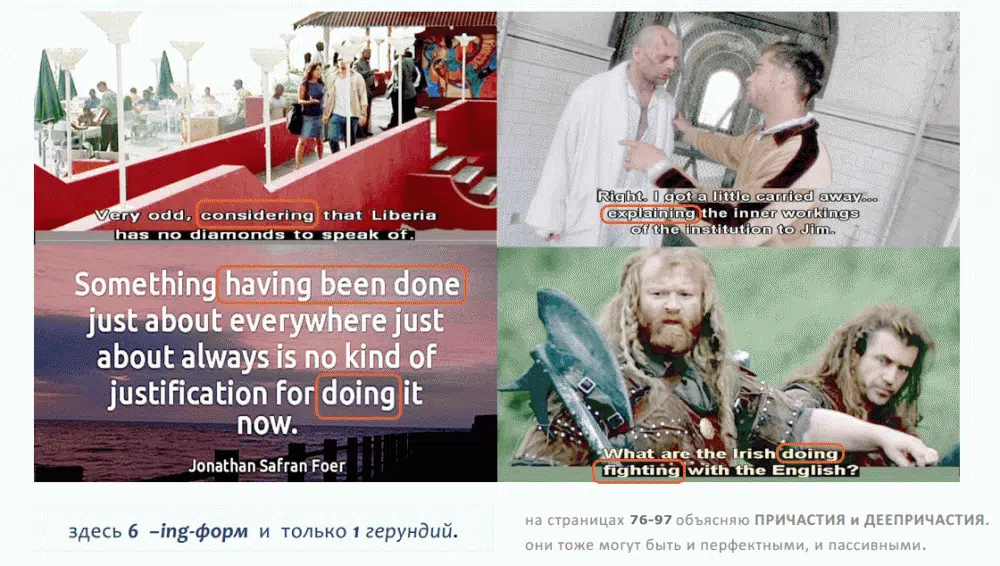 Very odd, considering that Liberia
has no diamonds to speak of.
Right. I got a little carried away...
explaining the inner workings
of the institution to Jim.
Something having been done
just about everywhere just
about always is no kind of
justification for doing it
now.
Jonathan Safran Foer
What are the Irish doing
fighting with the English?
здесь 6 –ing-форм и только 1 герундий.
на страницах 76-97 объясняю ПРИЧАСТИЯ и ДЕЕПРИЧАСТИЯ.
они тоже могут быть и перфектными, и пассивными.